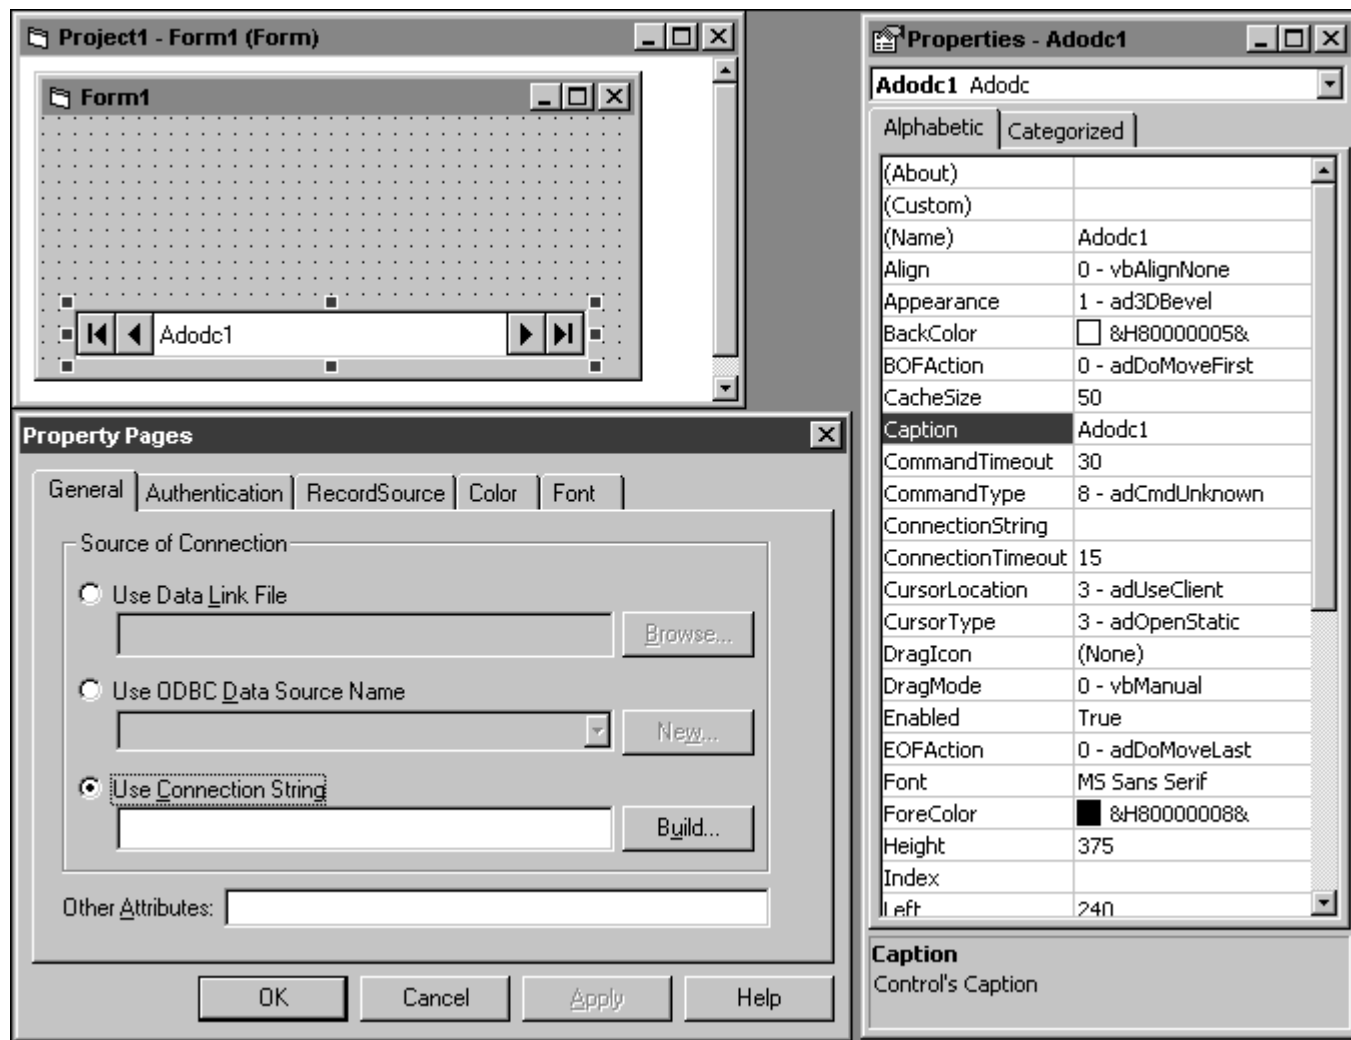 Project1 - Form1 (Form)
Form1
Adodc1
Property Pages
General Authentication RecordSource Color Font
Source of Connection
Use Data Link File
Browse...
Use ODBC Data Source Name
New...
Use Connection String
Build...
Other Attributes:
OK Cancel Apply Help
Properties - Adodc1
Adodc1 Adodc
Alphabetic Categorized
(About)
(Custom)
(Name) Adodc1
Align 0 - vbAlignNone
Appearance 1 - ad3DBevel
BackColor &H80000005&
BOFAction 0 - adDoMoveFirst
CacheSize 50
Caption Adodc1
CommandTimeout 30
CommandType 8 - adCmdUnknown
ConnectionString
ConnectionTimeout 15
CursorLocation 3 - adUseClient
CursorType 3 - adOpenStatic
DragIcon (None)
DragMode 0 - vbManual
Enabled True
EOFAction 0 - adDoMoveLast
Font MS Sans Serif
ForeColor &H80000008&
Height 375
Index
Left 240
Caption
Control's Caption